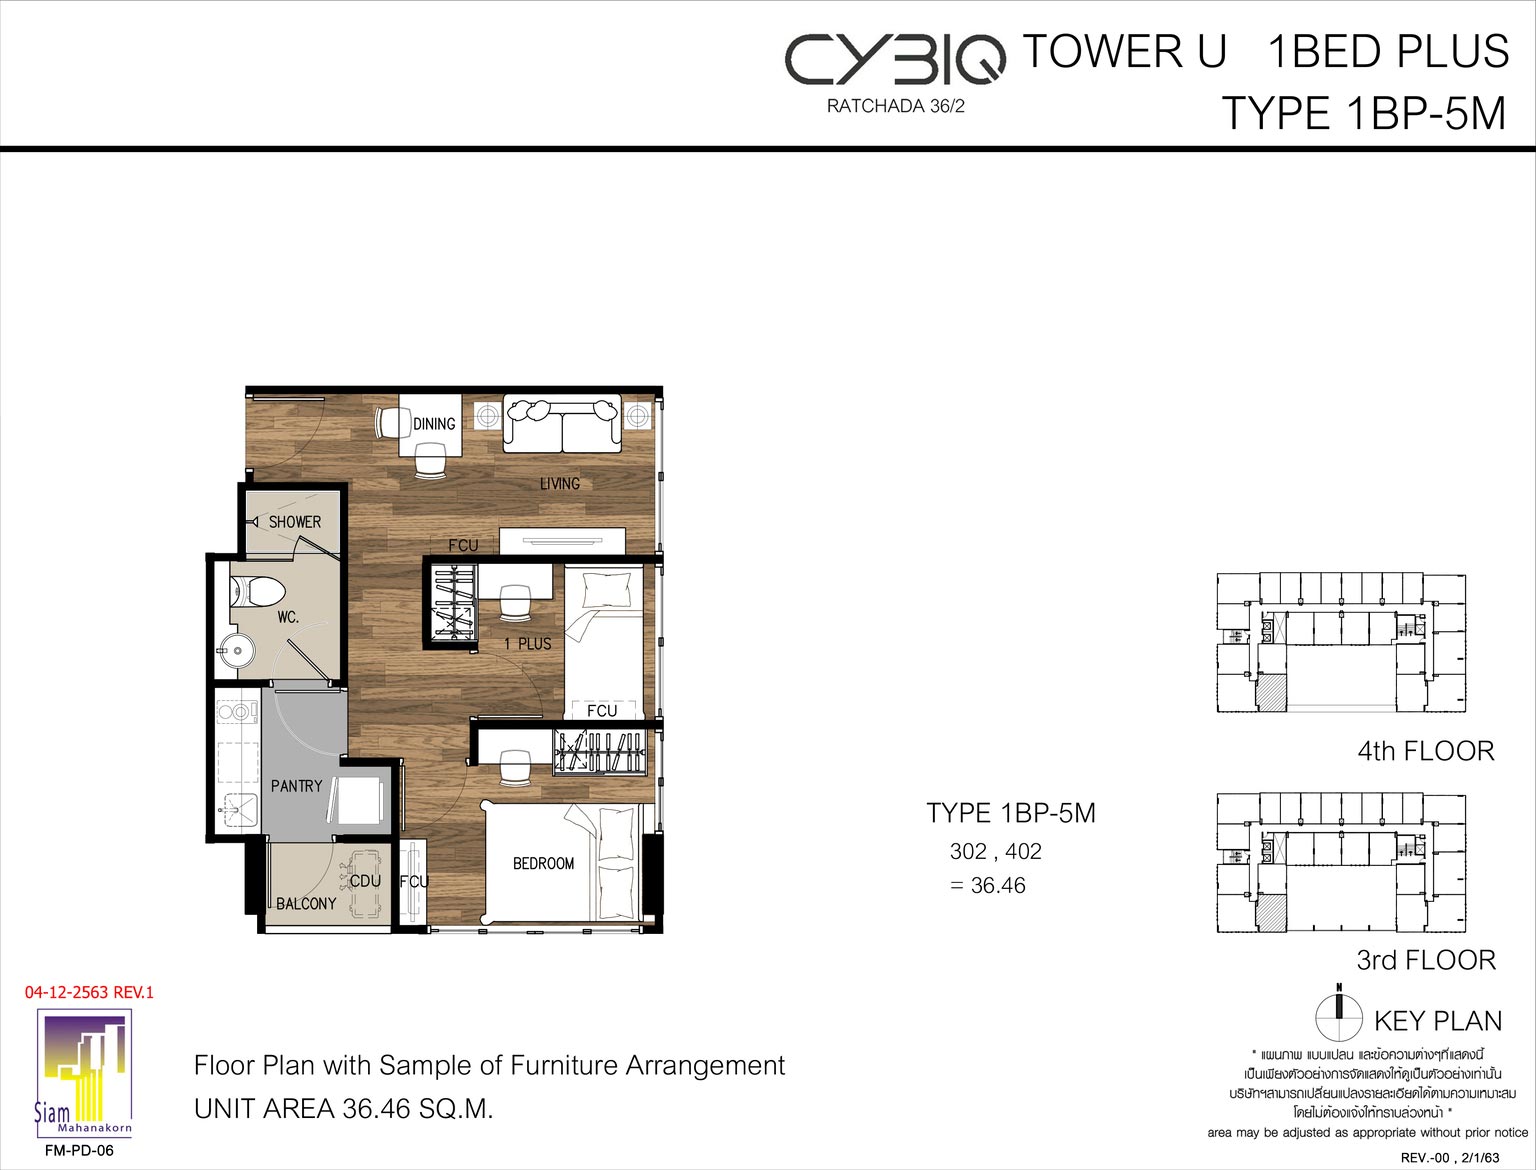 CYBIQ TOWER U 1BED PLUS
RATCHADA 36/2
TYPE 1BP-5M
DINING
LIVING
SHOWER
FCU
WC.
1 PLUS
FCU
PANTRY
BEDROOM
CDU
FCU
BALCONY
TYPE 1BP-5M
302 , 402
= 36.46
4th FLOOR
3rd FLOOR
N
KEY PLAN
04-12-2563 REV.1
Siam
Mahanakorn
FM-PD-06
Floor Plan with Sample of Furniture Arrangement
UNIT AREA 36.46 SQ.M.
* แผนภาพ แบบแปลน และข้อความต่างๆที่แสดงนี้
เป็นเพียงตัวอย่างการจัดแสดงให้ดูเป็นตัวอย่างเท่านั้น
บริษัทฯสามารถเปลี่ยนแปลงรายละเอียดได้ตามความเหมาะสม
โดยไม่ต้องแจ้งให้ทราบล่วงหน้า *
area may be adjusted as appropriate without prior notice
REV.-00 , 2/1/63